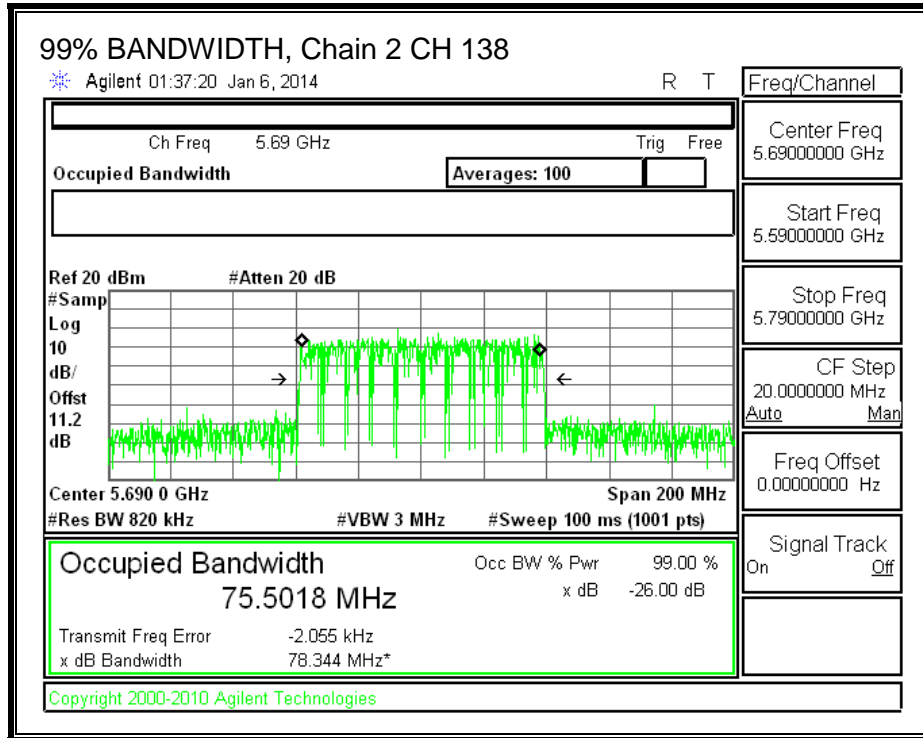 99% BANDWIDTH, Chain 2 CH 138
Agilent 01:37:20 Jan 6, 2014 R T
Freq/Channel
Ch Freq 5.69 GHz Trig Free
Occupied Bandwidth Averages: 100
Center Freq
5.69000000 GHz
Start Freq
5.59000000 GHz
Stop Freq
5.79000000 GHz
CF Step
20.0000000 MHz
Auto Man
Freq Offset
0.00000000 Hz
Signal Track
On Off
Ref 20 dBm #Atten 20 dB
#Samp
Log
10
dB/
Offst
11.2
dB
Center 5.690 0 GHz Span 200 MHz
#Res BW 820 kHz #VBW 3 MHz #Sweep 100 ms (1001 pts)
Occupied Bandwidth Occ BW % Pwr 99.00 %
75.5018 MHz x dB -26.00 dB
Transmit Freq Error -2.055 kHz
x dB Bandwidth 78.344 MHz*
Copyright 2000-2010 Agilent Technologies